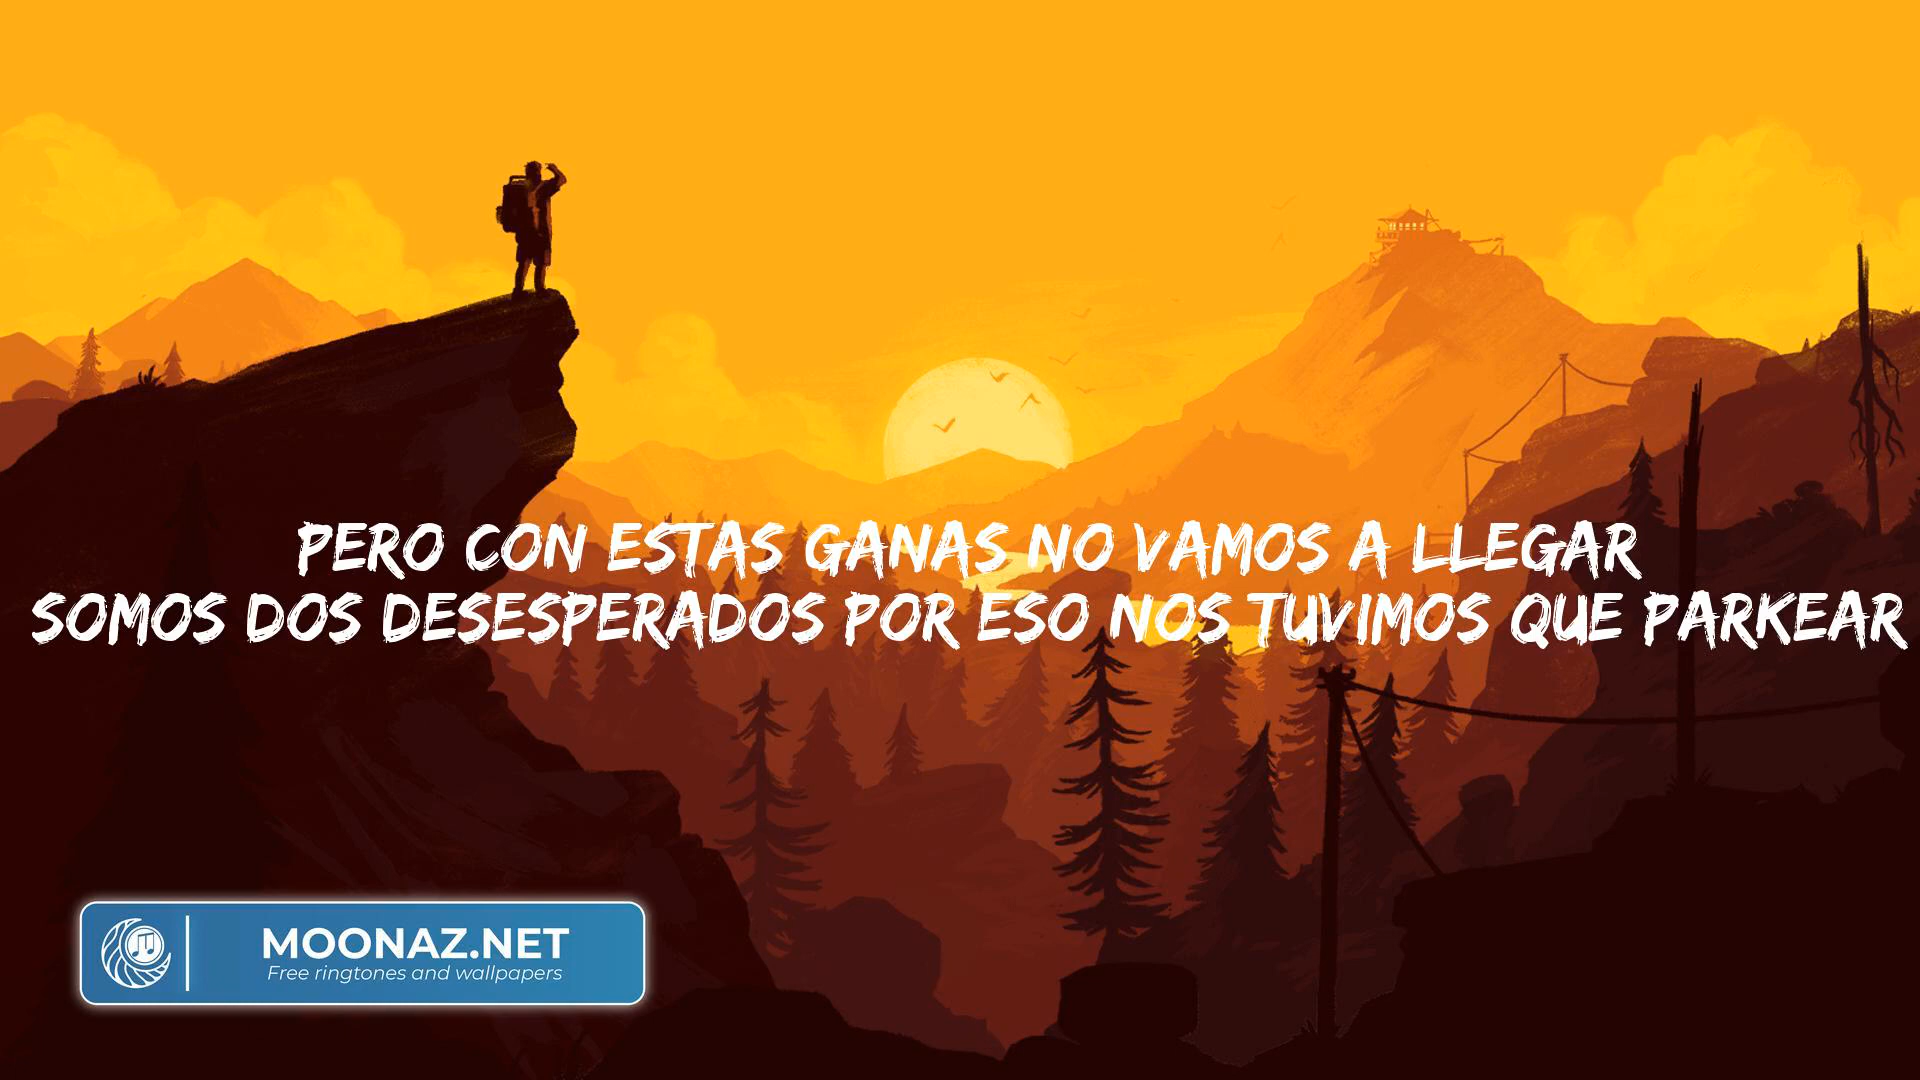 PERO CON ESTAS GANAS NO VAMOS A LLEGAR
SOMOS DOS DESESPERADOS POR ESO NOS TUVIMOS QUE PARKEAR
MOONAZ.NET
Free ringtones and wallpapers